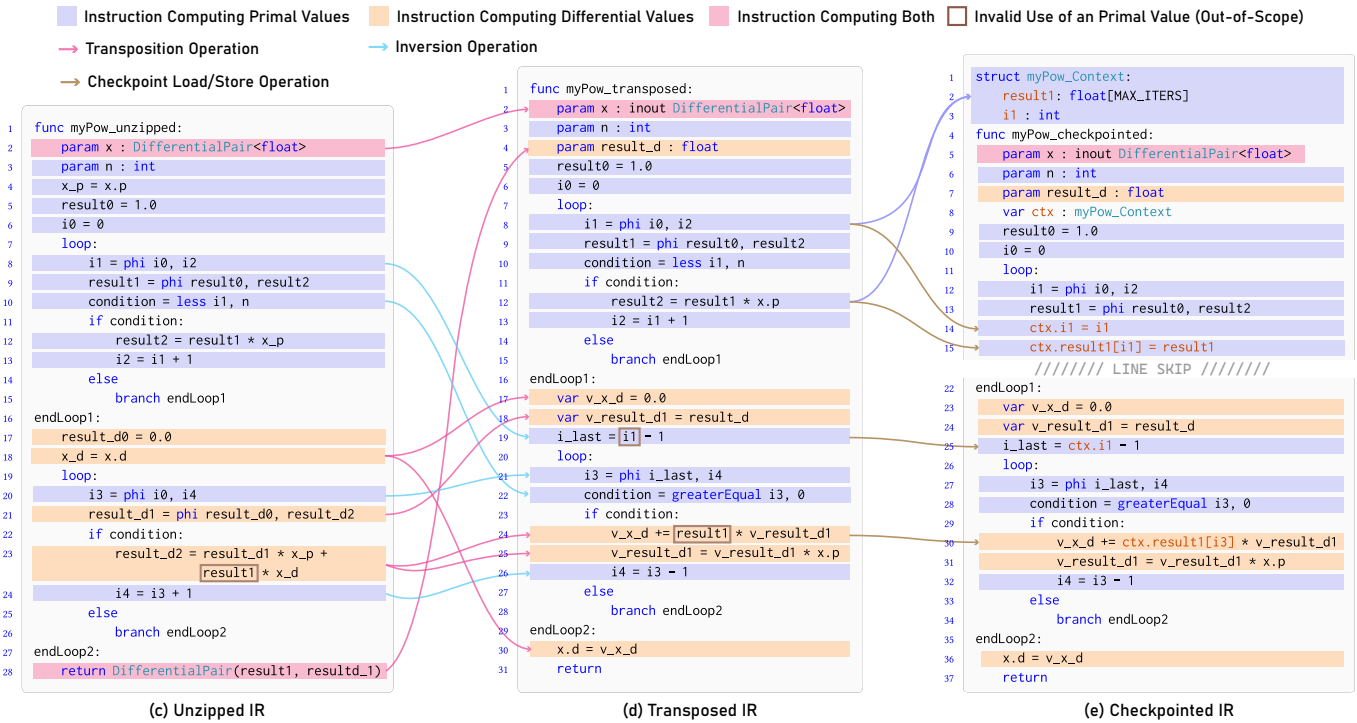 Instruction Computing Primal Values
Instruction Computing Differential Values
Instruction Computing Both
Invalid Use of an Primal Value (Out-of-Scope)
Transposition Operation
Inversion Operation
Checkpoint Load/Store Operation
1 func myPow_unzipped:
2 param x : DifferentialPair<float>
3 param n : int
4 x_p = x.p
5 result0 = 1.0
6 i0 = 0
7 loop:
8 i1 = phi i0, i2
9 result1 = phi result0, result2
10 condition = less i1, n
11 if condition:
12 result2 = result1 * x_p
13 i2 = i1 + 1
14 else
15 branch endLoop1
16 endLoop1:
17 result_d0 = 0.0
18 x_d = x.d
19 loop:
20 i3 = phi i0, i4
21 result_d1 = phi result_d0, result_d2
22 if condition:
23 result_d2 = result_d1 * x_p +
result1 * x_d
24 i4 = i3 + 1
25 else
26 branch endLoop2
27 endLoop2:
28 return DifferentialPair(result1, resultd_1)
(c) Unzipped IR
1 func myPow_transposed:
2 param x : inout DifferentialPair<float>
3 param n : int
4 param result_d : float
5 result0 = 1.0
6 i0 = 0
7 loop:
8 i1 = phi i0, i2
9 result1 = phi result0, result2
10 condition = less i1, n
11 if condition:
12 result2 = result1 * x.p
13 i2 = i1 + 1
14 else
15 branch endLoop1
16 endLoop1:
17 var v_x_d = 0.0
18 var v_result_d1 = result_d
19 i_last = i1 - 1
20 loop:
21 i3 = phi i_last, i4
22 condition = greaterEqual i3, 0
23 if condition:
24 v_x_d += result1 * v_result_d1
25 v_result_d1 = v_result_d1 * x.p
26 i4 = i3 - 1
27 else
28 branch endLoop2
29 endLoop2:
30 x.d = v_x_d
31 return
(d) Transposed IR
1 struct myPow_Context:
2 result1: float[MAX_ITERS]
3 i1 : int
4 func myPow_checkpointed:
5 param x : inout DifferentialPair<float>
6 param n : int
7 param result_d : float
8 var ctx : myPow_Context
9 result0 = 1.0
10 i0 = 0
11 loop:
12 i1 = phi i0, i2
13 result1 = phi result0, result2
14 ctx.i1 = i1
15 ctx.result1[i1] = result1
//////// LINE SKIP ////////
22 endLoop1:
23 var v_x_d = 0.0
24 var v_result_d1 = result_d
25 i_last = ctx.i1 - 1
26 loop:
27 i3 = phi i_last, i4
28 condition = greaterEqual i3, 0
29 if condition:
30 v_x_d += ctx.result1[i3] * v_result_d1
31 v_result_d1 = v_result_d1 * x.p
32 i4 = i3 - 1
33 else
34 branch endLoop2
35 endLoop2:
36 x.d = v_x_d
37 return
(e) Checkpointed IR